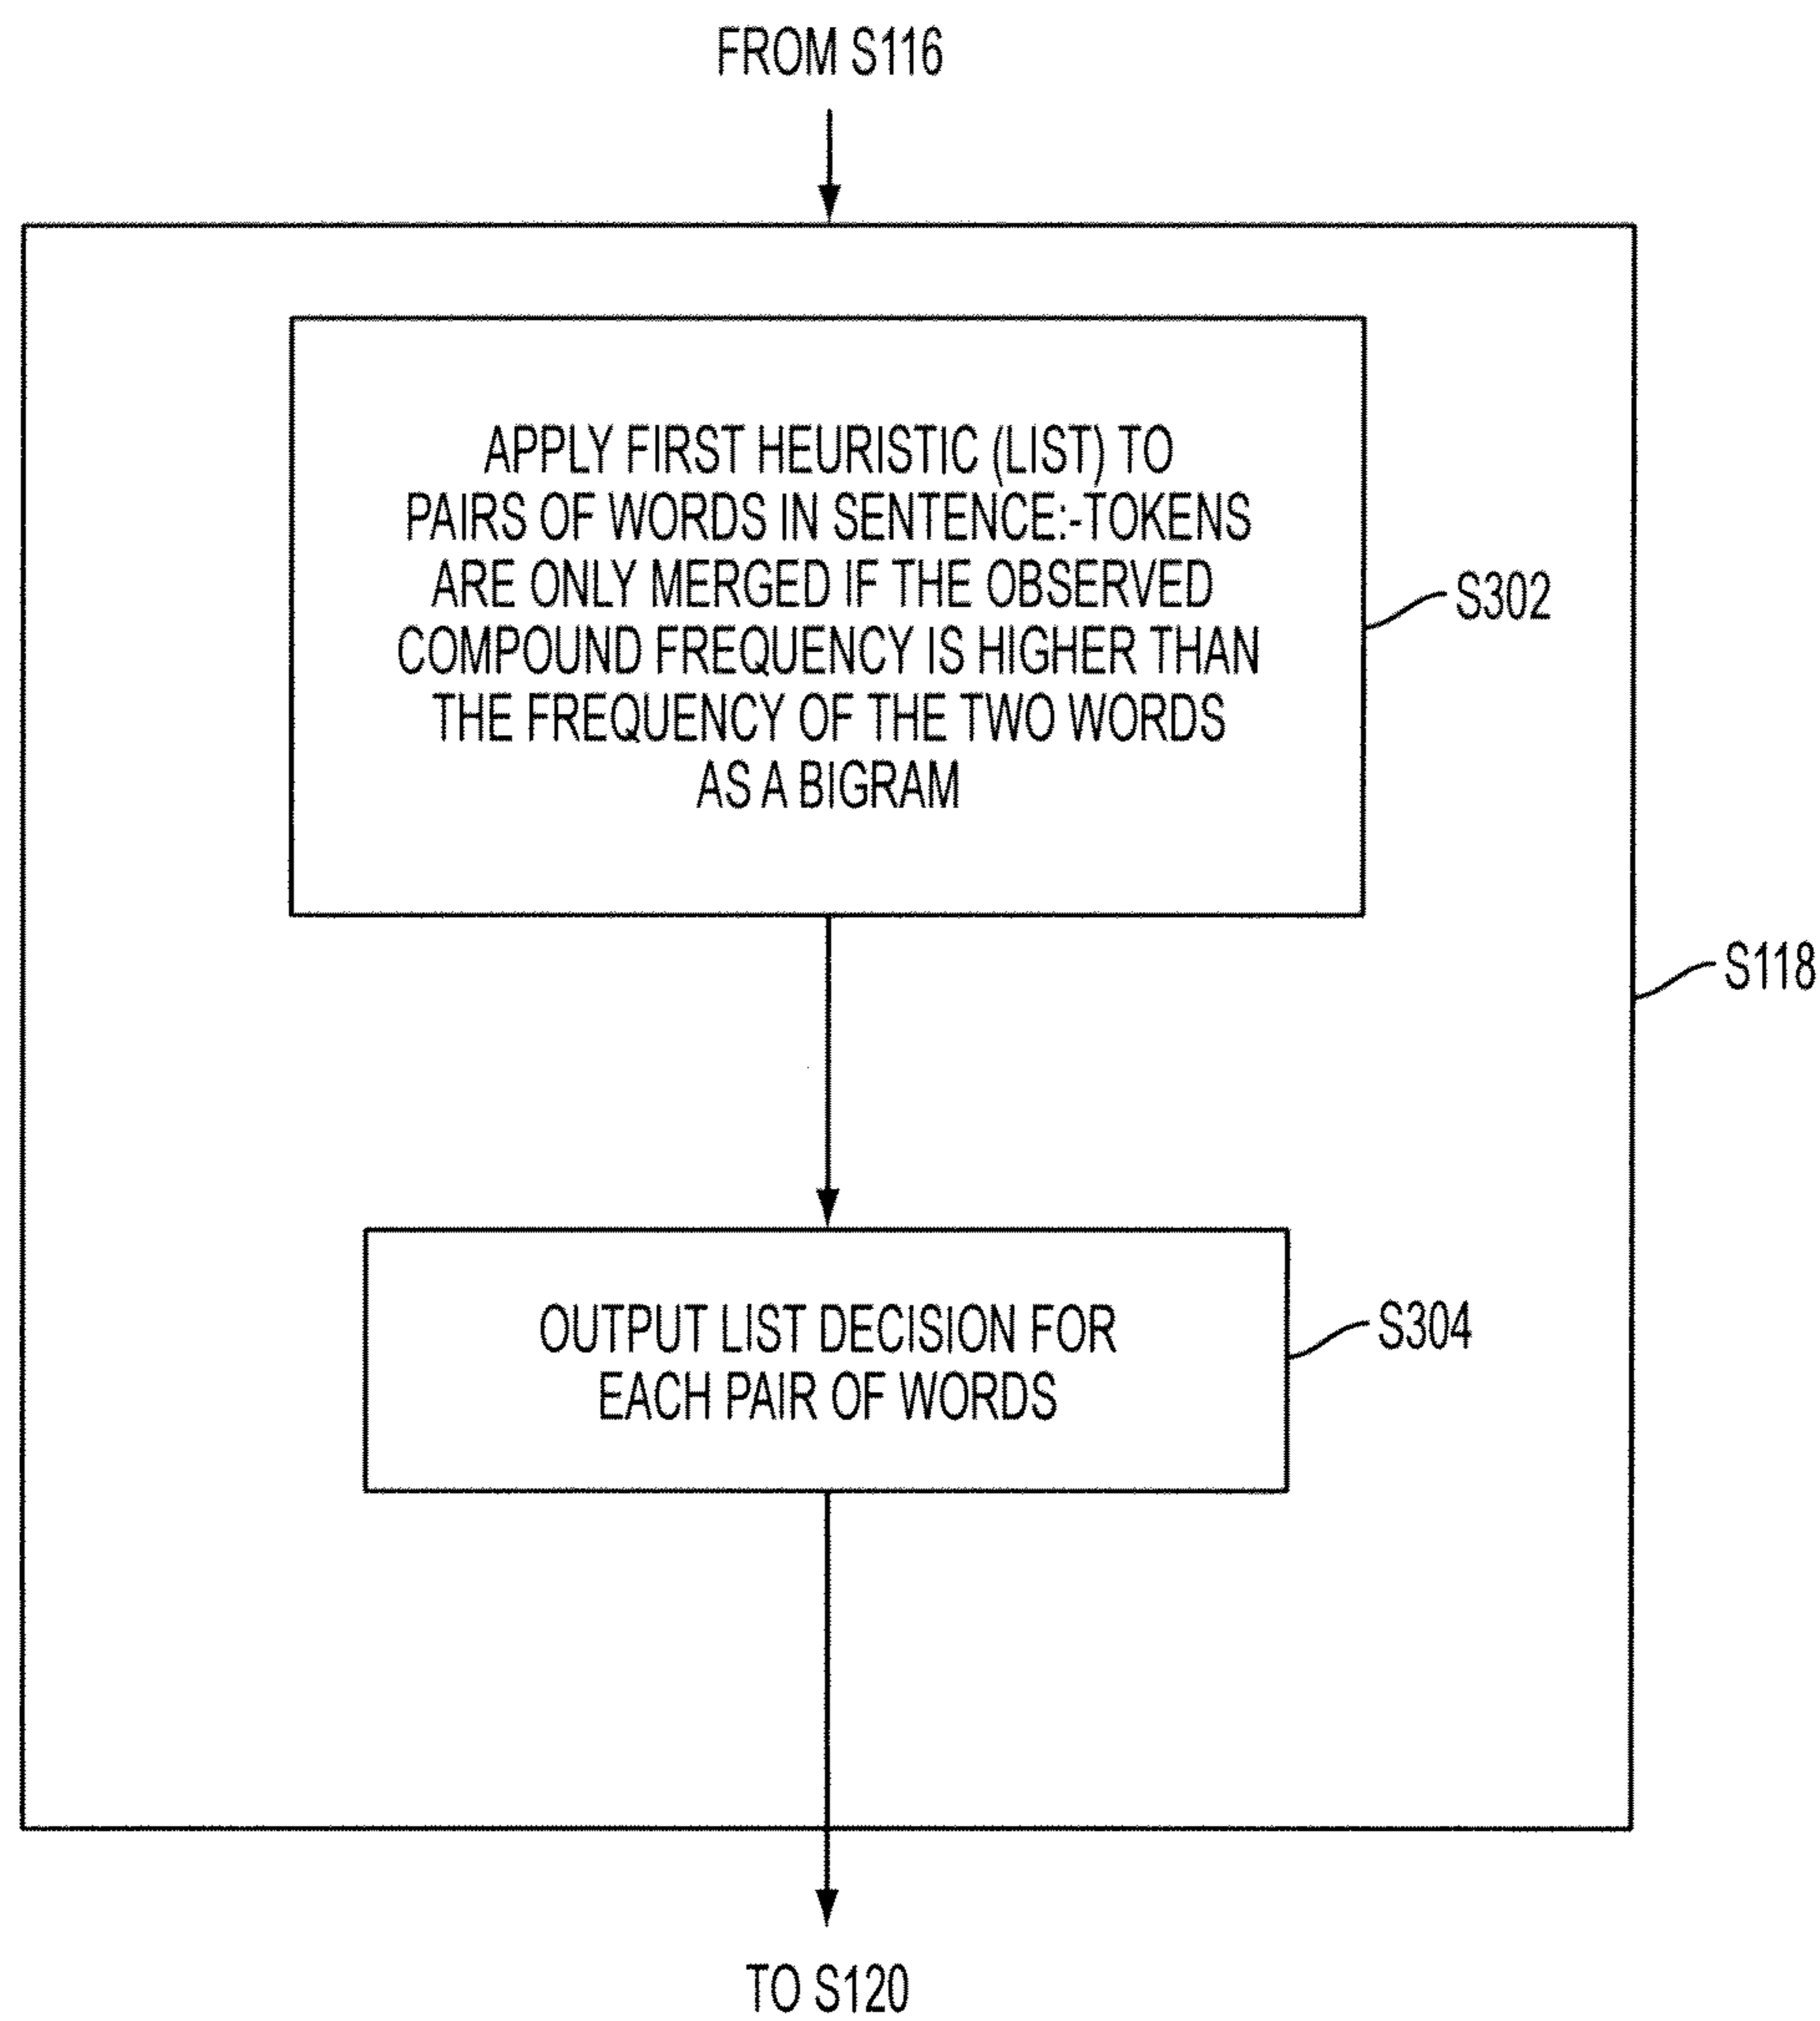 FROM S116
APPLY FIRST HEURISTIC (LIST) TO
PAIRS OF WORDS IN SENTENCE:-TOKENS
ARE ONLY MERGED IF THE OBSERVED
COMPOUND FREQUENCY IS HIGHER THAN
THE FREQUENCY OF THE TWO WORDS
AS A BIGRAM
S302
S118
OUTPUT LIST DECISION FOR
EACH PAIR OF WORDS
S304
TO S120